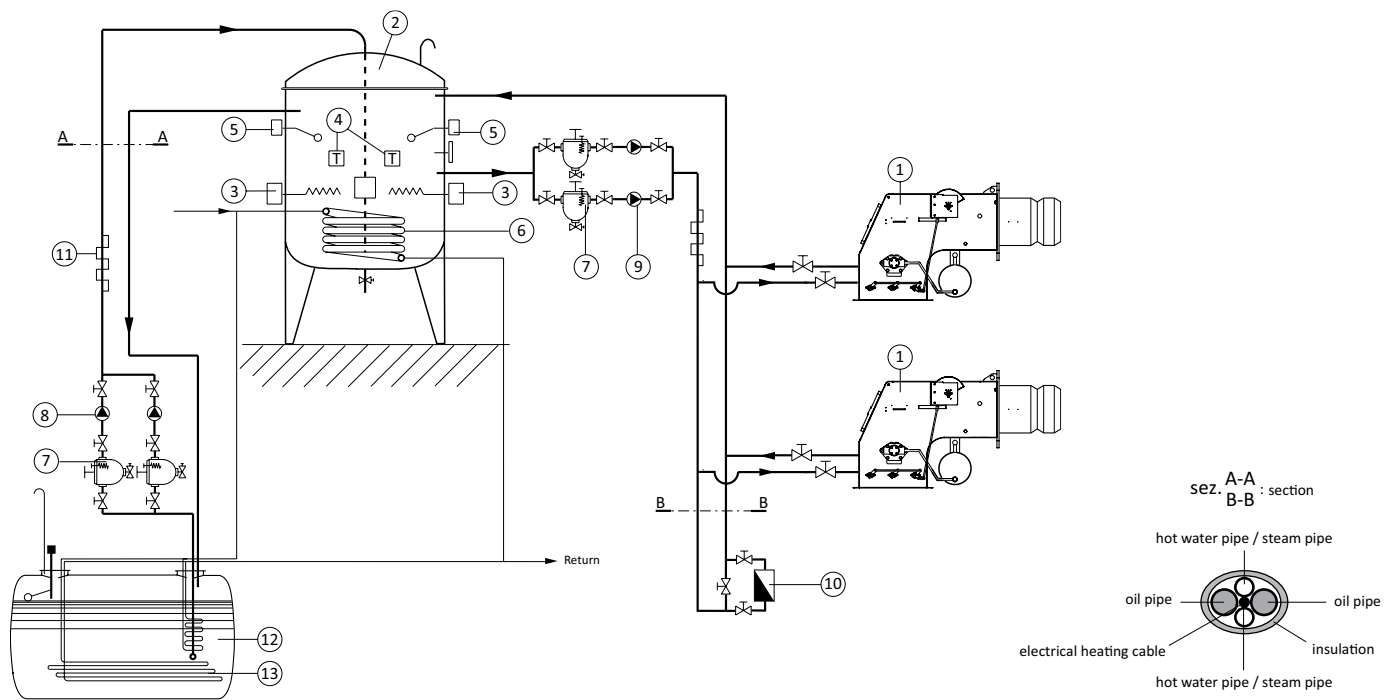 2
5
4
5
A
A
T
T
3
3
1
6
7
9
11
1
8
7
B
B
sez. A-A
B-B : section
hot water pipe / steam pipe
Return
10
oil pipe
oil pipe
12
electrical heating cable
insulation
13
hot water pipe / steam pipe